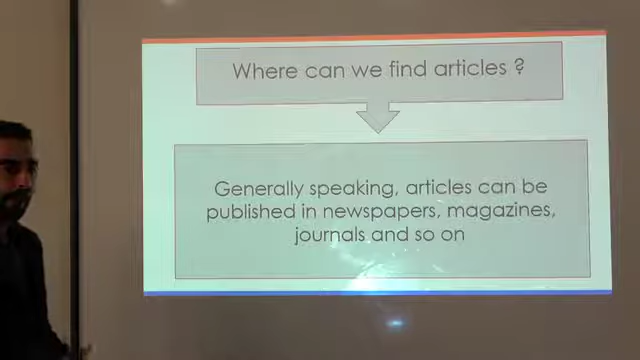 Where can we find articles ?
Generally speaking, articles can be
published in newspapers, magazines,
journals and so on